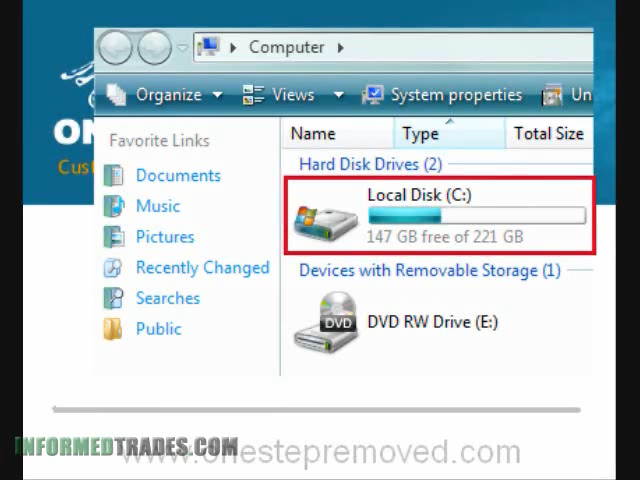 Computer
Organize Views System properties Un
ON
Cust
Favorite Links
Documents
Music
Pictures
Recently Changed
Searches
Public
Name Type Total Size
Hard Disk Drives (2)
Local Disk (C:)
147 GB free of 221 GB
Devices with Removable Storage (1)
DVD
DVD RW Drive (E:)
INFORMEDTRADES.COM
www.onestepremoved.com